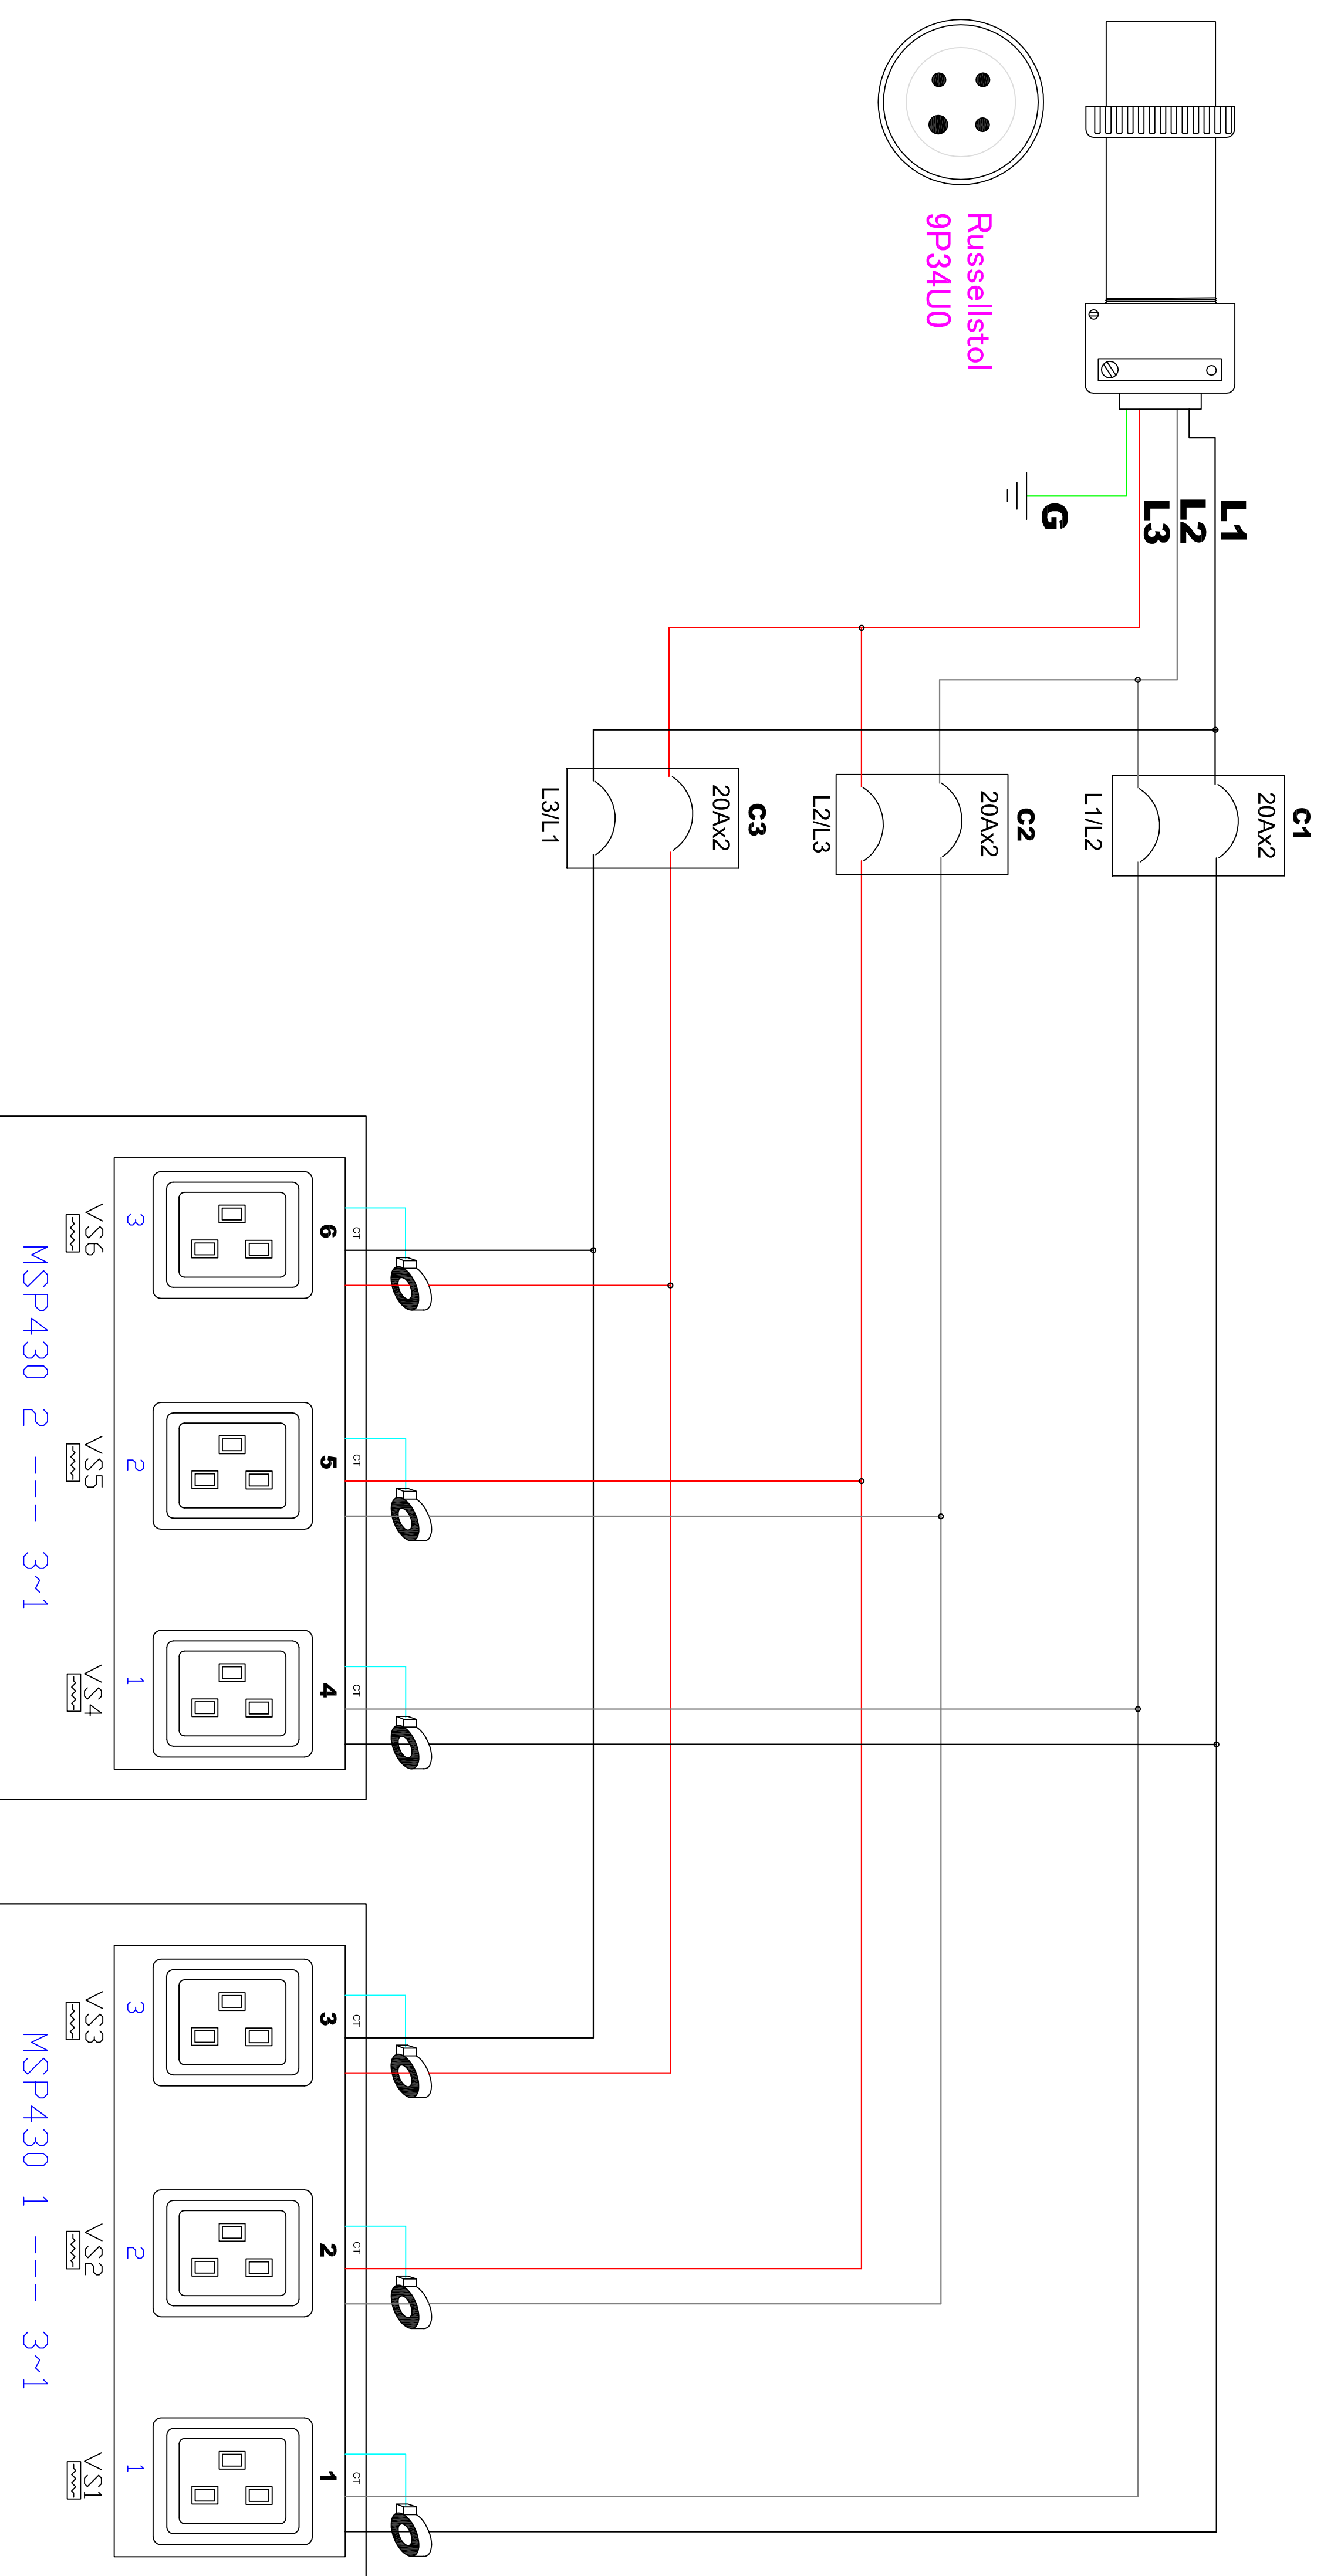 Russellstol
9P34U0
L1
L2
L3
G
C1
20Ax2
L1/L2
C2
20Ax2
L2/L3
C3
20Ax2
L3/L1
CT
CT
CT
CT
CT
CT
6
5
4
3
2
1
3
2
1
3
2
1
VS6
VS5
VS4
VS3
VS2
VS1
MSP430 2 --- 3~1
MSP430 1 --- 3~1